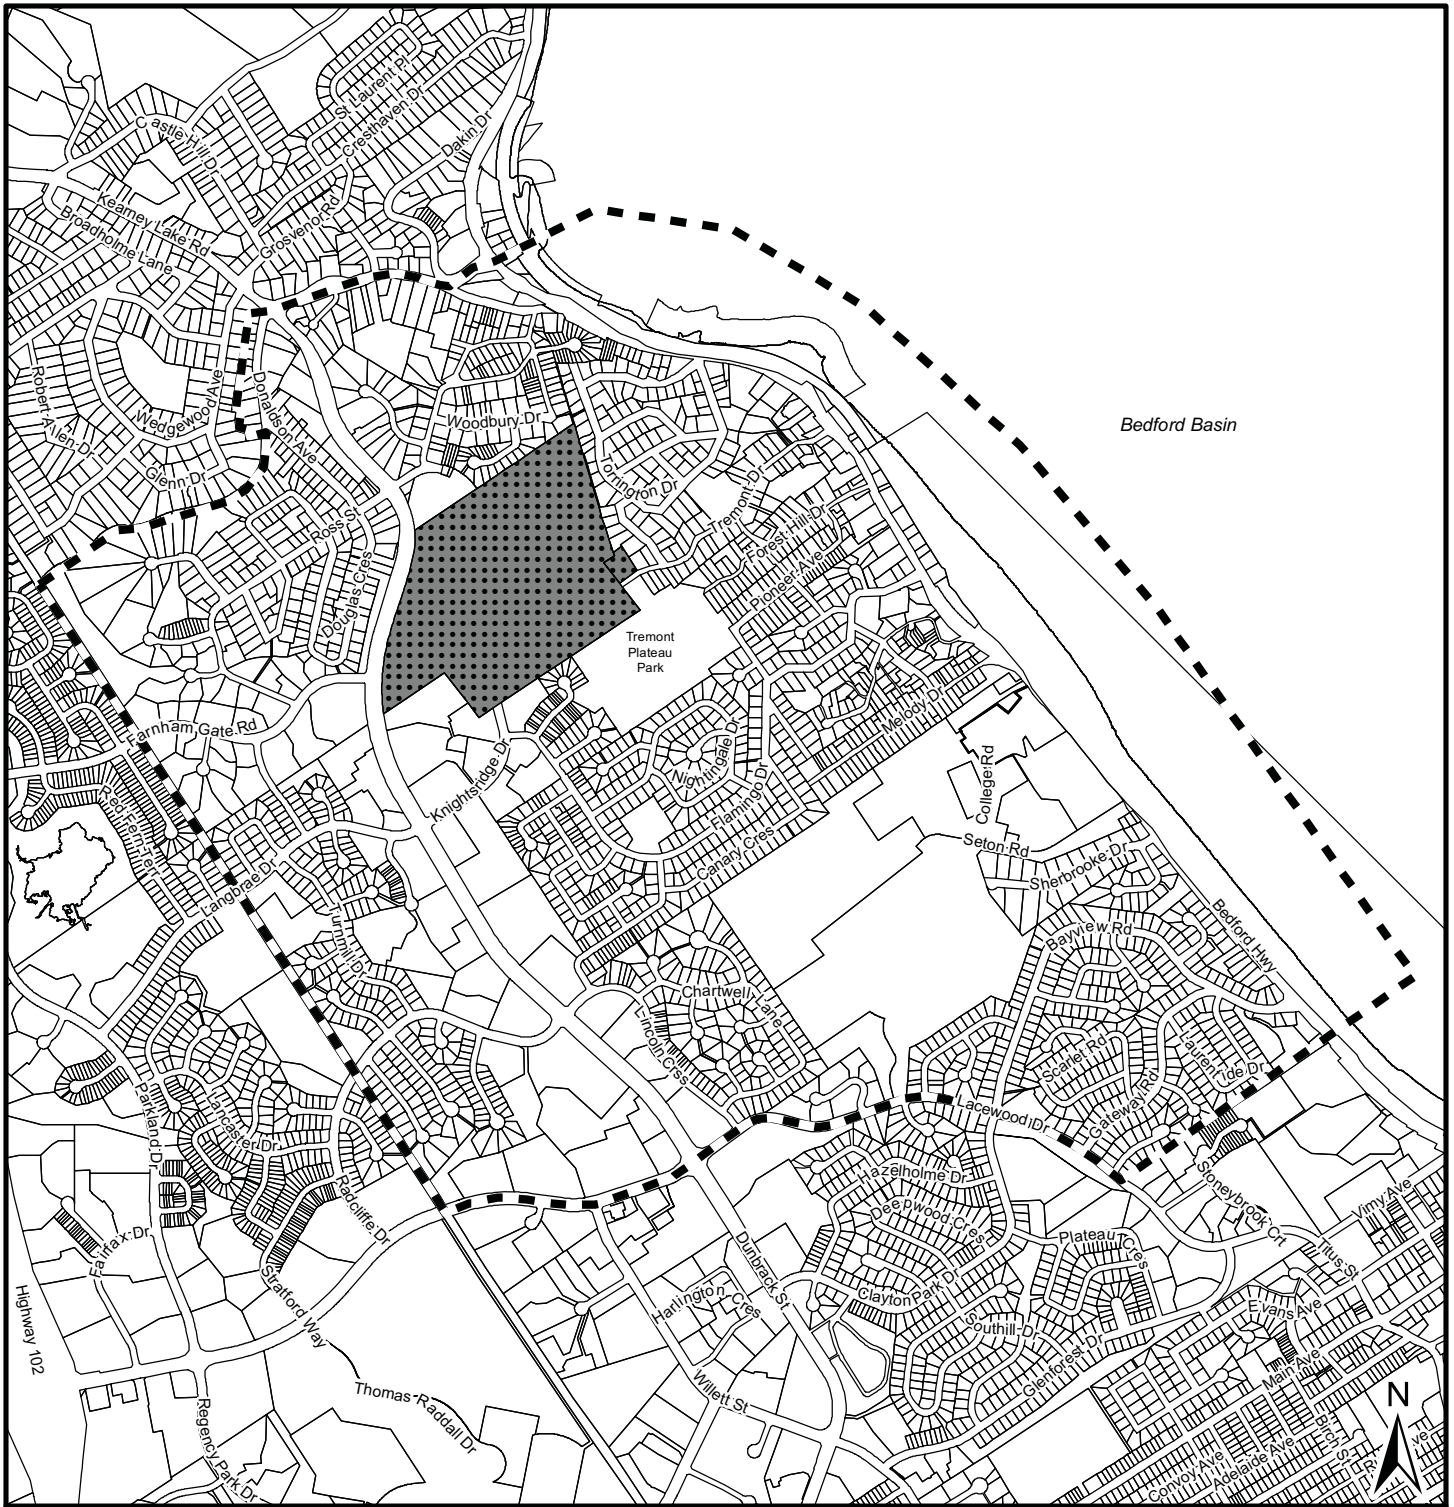 St Laurent Pl
Castle Hill Dr
Cresthaven Dr
Dakin Dr
Kearney Lake Rd
Grosvenor Rd
Broadholme Lane
Robert Allen Dr
Wedgewood Ave
Donaldson Ave
Woodbury Dr
Bedford Basin
Glenn Dr
Torrington Dr
Tremont Dr
Ross St
Forest Hill Dr
Pioneer Ave
Douglas Cres
Tremont
Plateau
Park
Farnham Gate Rd
Melody Dr
Nightingale Dr
Knightsridge Dr
College Rd
Flamingo Dr
Red Fern Terr
Canary Cres
Seton Rd
Sherbrooke Dr
Langbrae Dr
Turnmill Dr
Bayview Rd
Bedford Hwy
Chartwell Lane
Lincoln Cres
Scarlet Rd
Laurentide Dr
Parkland Dr
Lancaster Dr
Lacewood Dr
Gateway Rd
Radcliffe Dr
Hazelholme Dr
Deepwood Cres
Stoneybrook Crt
Vimy Ave
Fairfax Dr
Plateau Cres
Titus St
Dunbrack St
Stratford Way
Harlington Cres
Clayton Park Dr
Evans Ave
Highway 102
Southill Dr
Glenforest Dr
Main Ave
Willett St
Thomas Raddall Dr
N
Regency Park Dr
Birch St
Convoy Ave
Adelaide Ave